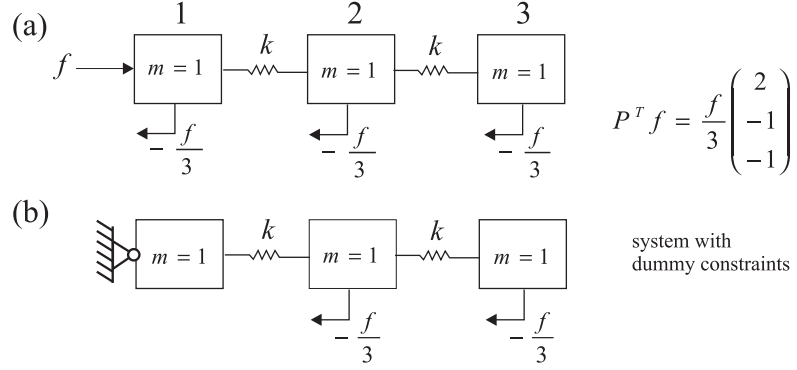 (a)
1 2 3
f m = 1 k m = 1 k m = 1
− f/3 − f/3 − f/3
P^T f = f/3 ( 2 −1 −1 )
(b)
m = 1 k m = 1 k m = 1
− f/3 − f/3
system with
dummy constraints